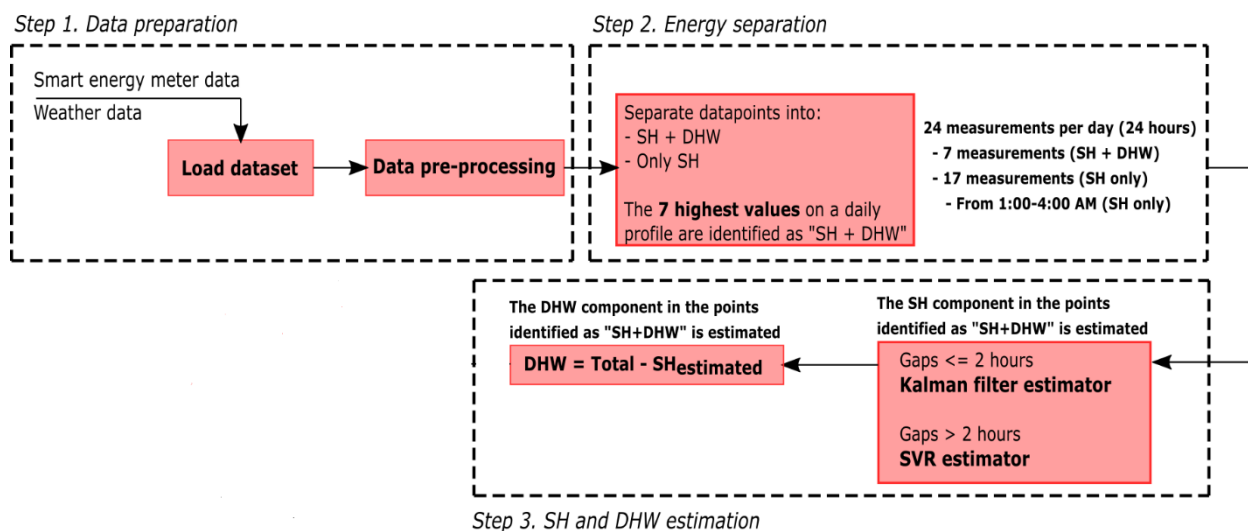 Step 1. Data preparation
Smart energy meter data
Weather data
Load dataset
Data pre-processing
Step 2. Energy separation
Separate datapoints into:
- SH + DHW
- Only SH
The 7 highest values on a daily
profile are identified as "SH + DHW"
24 measurements per day (24 hours)
- 7 measurements (SH + DHW)
- 17 measurements (SH only)
- From 1:00-4:00 AM (SH only)
The SH component in the points
identified as "SH+DHW" is estimated
Gaps <= 2 hours
Kalman filter estimator
Gaps > 2 hours
SVR estimator
The DHW component in the points
identified as "SH+DHW" is estimated
DHW = Total - SHestimated
Step 3. SH and DHW estimation